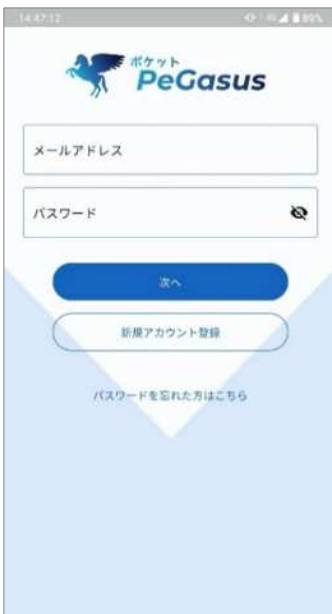 14:47:12
89%
ポケット
PeGasus
メールアドレス
パスワード
次へ
新規アカウント登録
パスワードを忘れた方はこちら